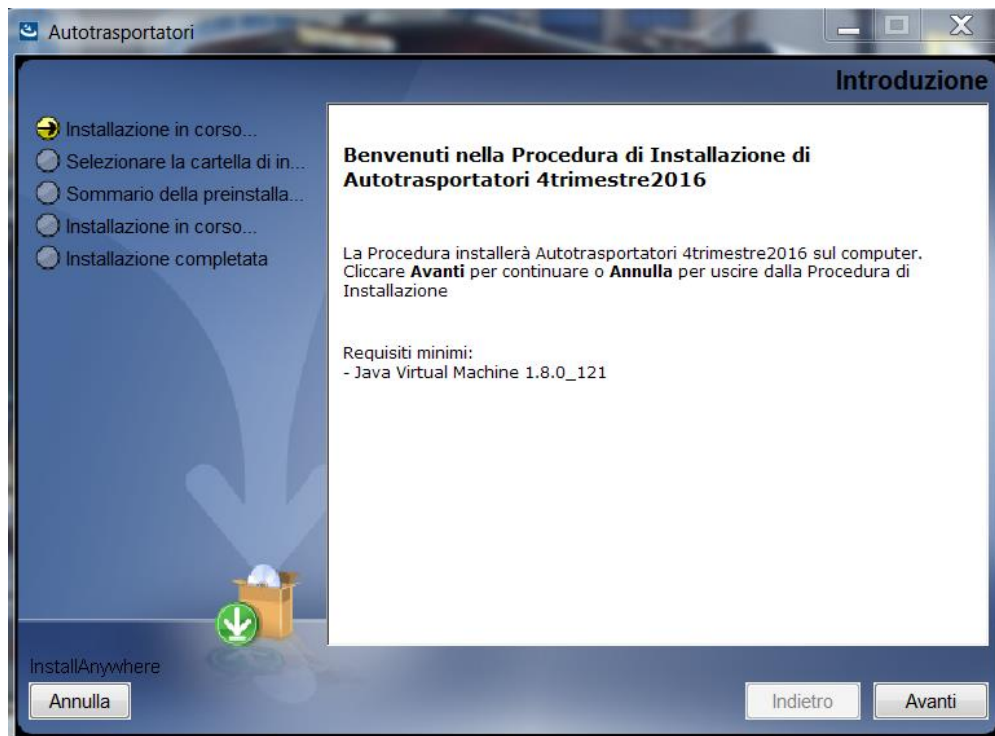 Autotrasportatori
Introduzione
Installazione in corso...
Selezionare la cartella di in...
Sommario della preinstalla...
Installazione in corso...
Installazione completata
Benvenuti nella Procedura di Installazione di
Autotrasportatori 4trimestre2016
La Procedura installerà Autotrasportatori 4trimestre2016 sul computer.
Cliccare Avanti per continuare o Annulla per uscire dalla Procedura di
Installazione
Requisiti minimi:
- Java Virtual Machine 1.8.0_121
InstallAnywhere
Annulla
Indietro
Avanti